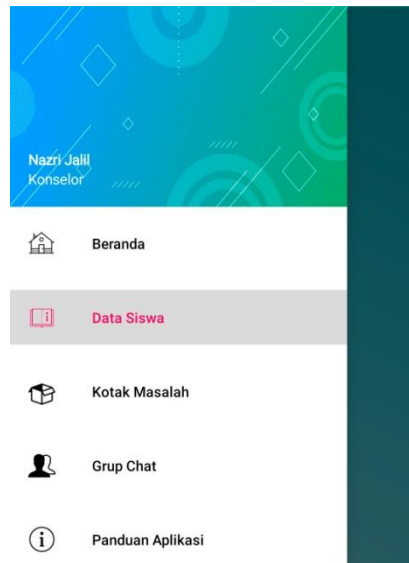 Nazri Jalil
Konselor
Beranda
Data Siswa
Kotak Masalah
Grup Chat
Panduan Aplikasi